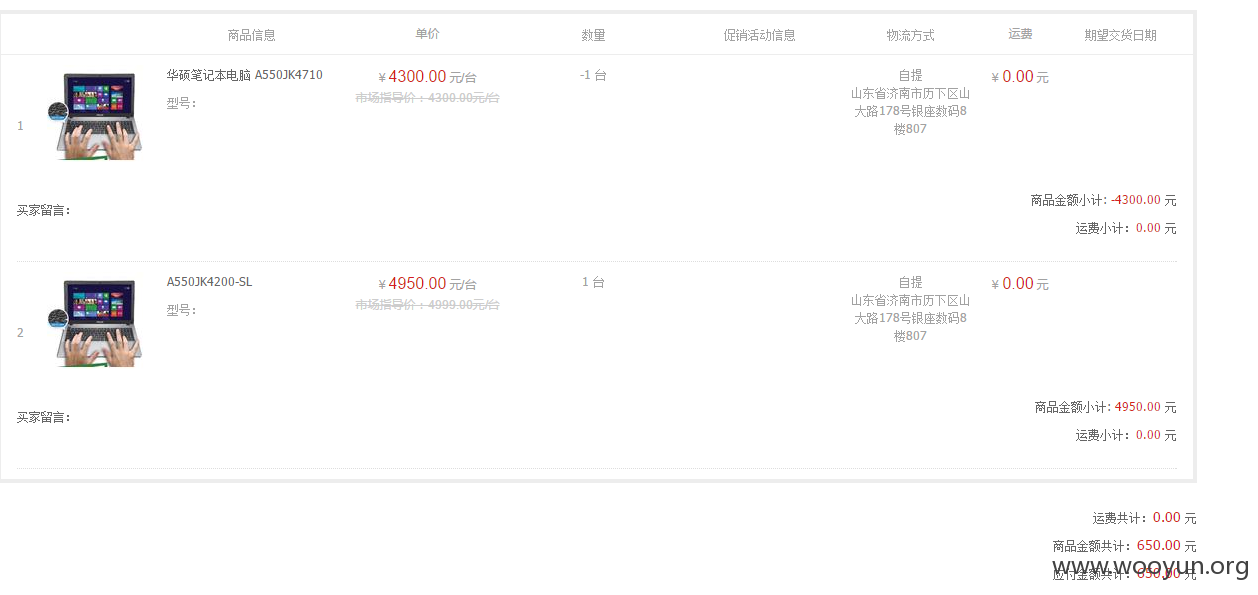 商品信息 单价 数量 促销活动信息 物流方式 运费 期望交货日期
1
华硕笔记本电脑 A550JK4710
型号：
¥4300.00 元/台
市场指导价：4300.00元/台
-1 台
自提
山东省济南市历下区山
大路178号银座数码8
楼807
¥0.00 元
买家留言：
商品金额小计: -4300.00 元
运费小计：0.00 元
2
A550JK4200-SL
型号：
¥4950.00 元/台
市场指导价：4999.00元/台
1 台
自提
山东省济南市历下区山
大路178号银座数码8
楼807
¥0.00 元
买家留言：
商品金额小计: 4950.00 元
运费小计：0.00 元
运费共计：0.00 元
商品金额共计：650.00 元
应付金额共计：650.00 元
www.wooyun.org